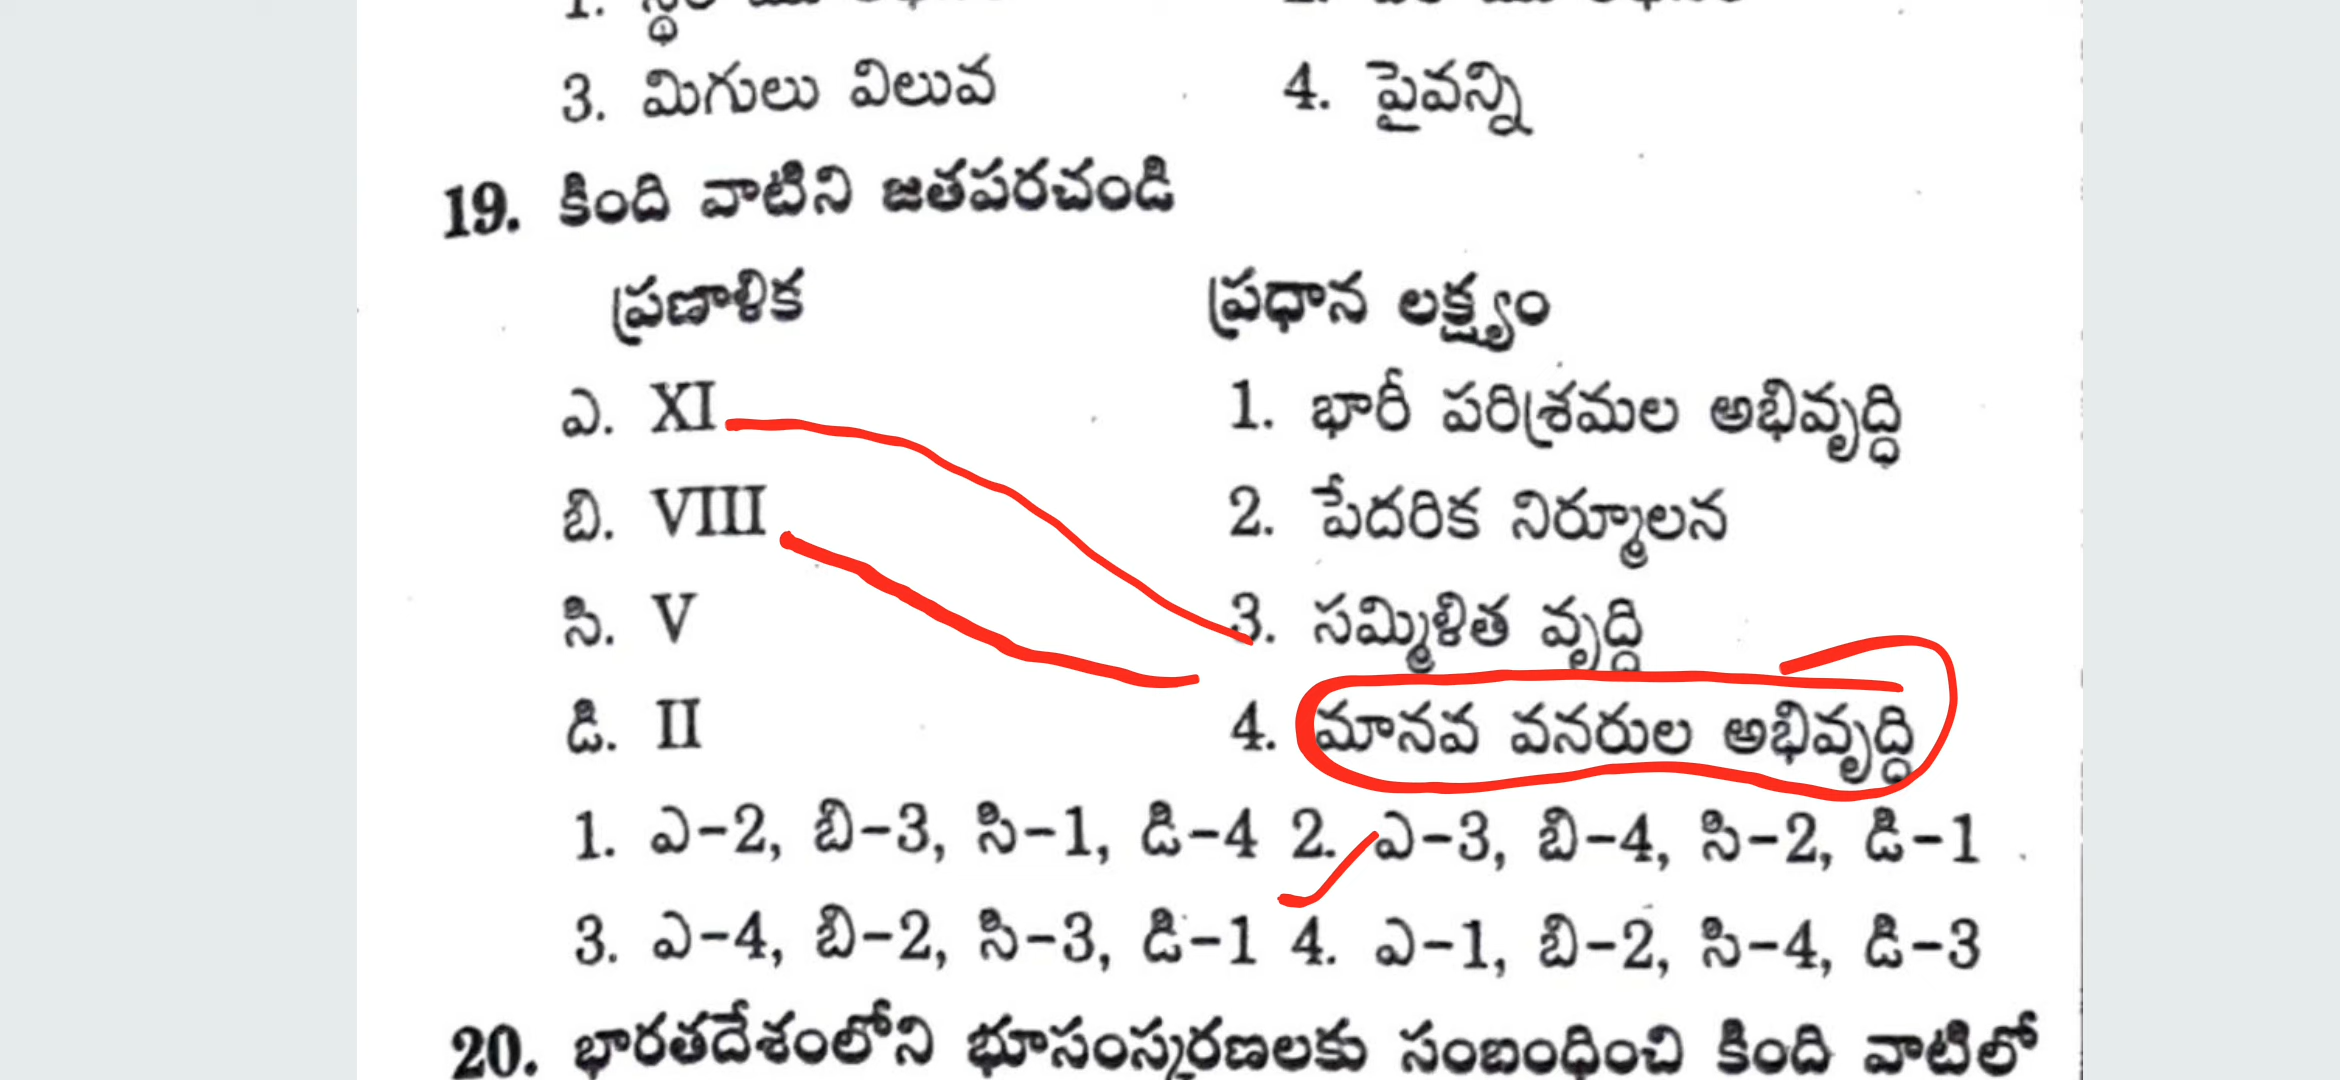 3. మిగులు విలువ 4. పైవన్ని
19. కింది వాటిని జతపరచండి
ప్రణాళిక ప్రధాన లక్ష్యం
ఎ. XI 1. భారీ పరిశ్రమల అభివృద్ధి
బి. VIII 2. పేదరిక నిర్మూలన
సి. V 3. సమ్మిళిత వృద్ది
డి. II 4. మానవ వనరుల అభివృద్ది
1. ఎ-2, బి-3, సి-1, డి-4 2. ఎ-3, బి-4, సి-2, డి-1
3. ఎ-4, బి-2, సి-3, డి-1 4. ఎ-1, బి-2, సి-4, డి-3
20. భారతదేశంలోని భూసంస్కరణలకు సంబంధించి కింది వాటిలో